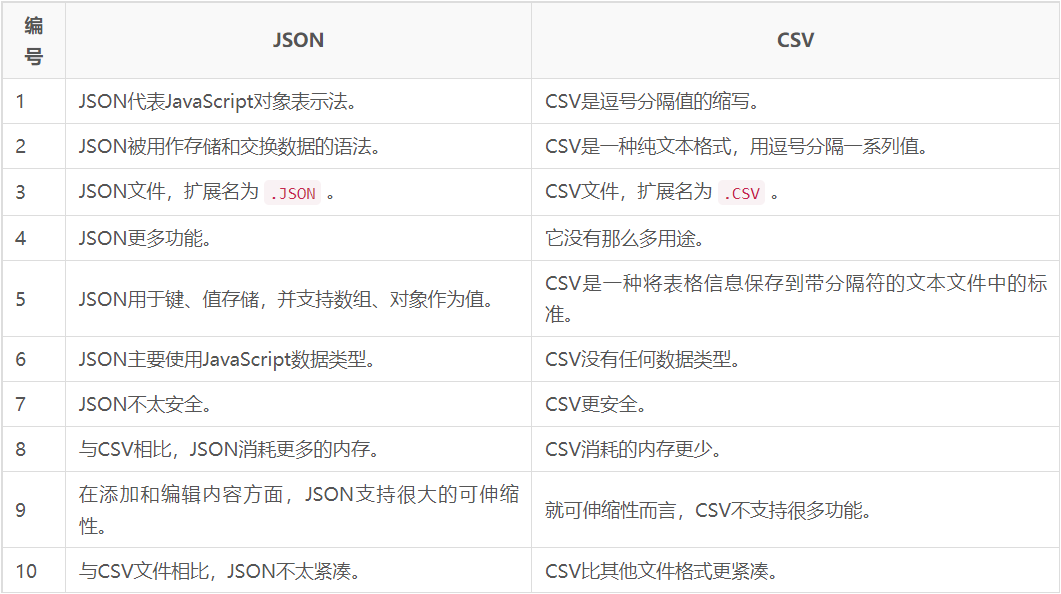 编
号
JSON
CSV
1
JSON代表JavaScript对象表示法。
CSV是逗号分隔值的缩写。
2
JSON被用作存储和交换数据的语法。
CSV是一种纯文本格式，用逗号分隔一系列值。
3
JSON文件，扩展名为 .JSON 。
CSV文件，扩展名为 .CSV 。
4
JSON更多功能。
它没有那么多用途。
5
JSON用于键、值存储，并支持数组、对象作为值。
CSV是一种将表格信息保存到带分隔符的文本文件中的标
准。
6
JSON主要使用JavaScript数据类型。
CSV没有任何数据类型。
7
JSON不太安全。
CSV更安全。
8
与CSV相比，JSON消耗更多的内存。
CSV消耗的内存更少。
9
在添加和编辑内容方面，JSON支持很大的可伸缩
性。
就可伸缩性而言，CSV不支持很多功能。
10
与CSV文件相比，JSON不太紧凑。
CSV比其他文件格式更紧凑。